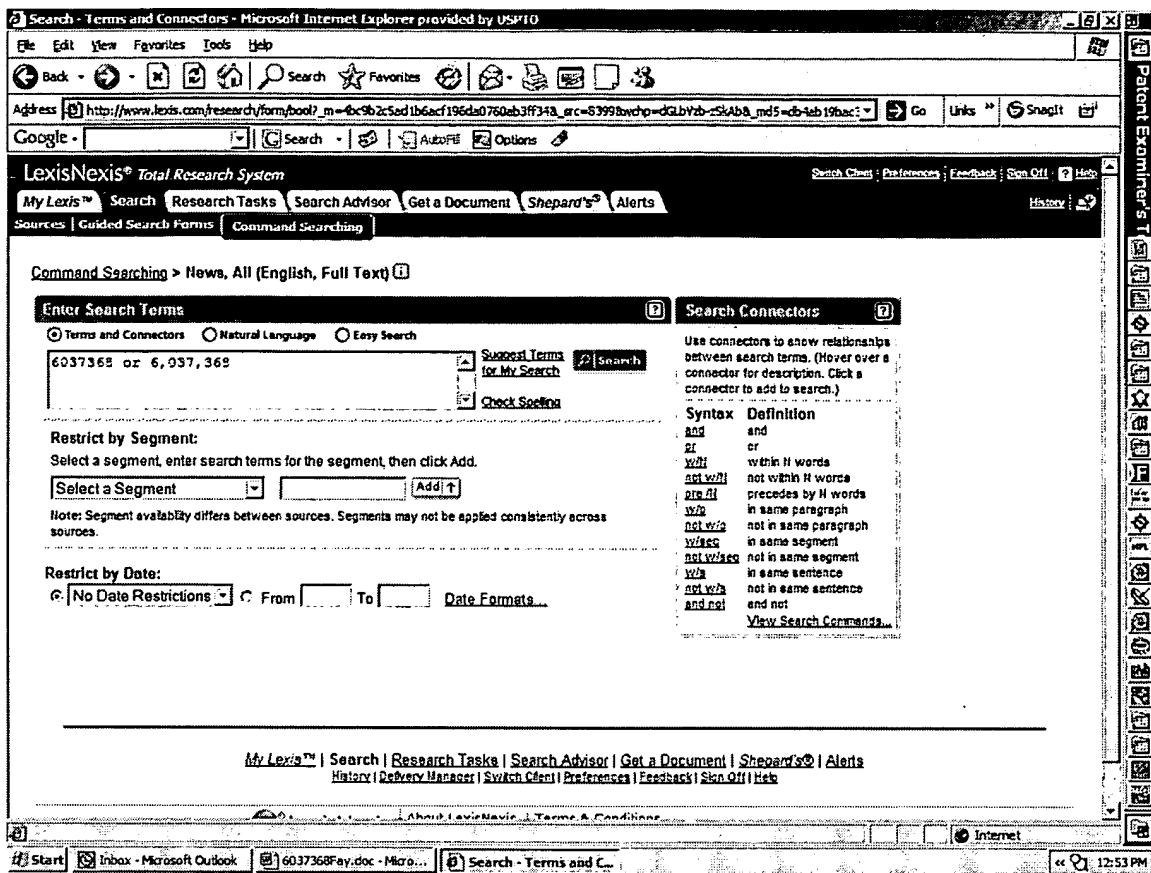 Search - Terms and Connectors - Microsoft Internet Explorer provided by USPTO
File Edit View Favorites Tools Help
Back Search Favorites
Address http://www.lexis.com/research/form/bool?_m= Go Links » SnagIt
Google - Search AutoFill Options
LexisNexis® Total Research System
Switch Client | Preferences | Feedback | Sign Off | ? Help
My Lexis™ Search Research Tasks Search Advisor Get a Document Shepard's® Alerts
History
Sources | Guided Search Forms | Command Searching
Command Searching > News, All (English, Full Text) i
Enter Search Terms ?
Terms and Connectors Natural Language Easy Search
6037368 or 6,037,368
Suggest Terms for My Search
Search
Check Spelling
Restrict by Segment:
Select a segment, enter search terms for the segment, then click Add.
Select a Segment Add ↑
Note: Segment availability differs between sources. Segments may not be applied consistently across
sources.
Restrict by Date:
No Date Restrictions From To Date Formats...
Search Connectors ?
Use connectors to show relationships
between search terms. (Hover over a
connector for description. Click a
connector to add to search.)
Syntax Definition
and and
or or
w/N within N words
not w/N not within N words
pre /N precedes by N words
w/p in same paragraph
not w/p not in same paragraph
w/seg in same segment
not w/seg not in same segment
w/s in same sentence
not w/s not in same sentence
and not and not
View Search Commands...
My Lexis™ | Search | Research Tasks | Search Advisor | Get a Document | Shepard's® | Alerts
History | Delivery Manager | Switch Client | Preferences | Feedback | Sign Off | Help
About LexisNexis | Terms & Conditions
Internet
Start Inbox - Microsoft Outlook 6037368Fay.doc - Micro... Search - Terms and C... « 12:53 PM
Patent Examiner's T